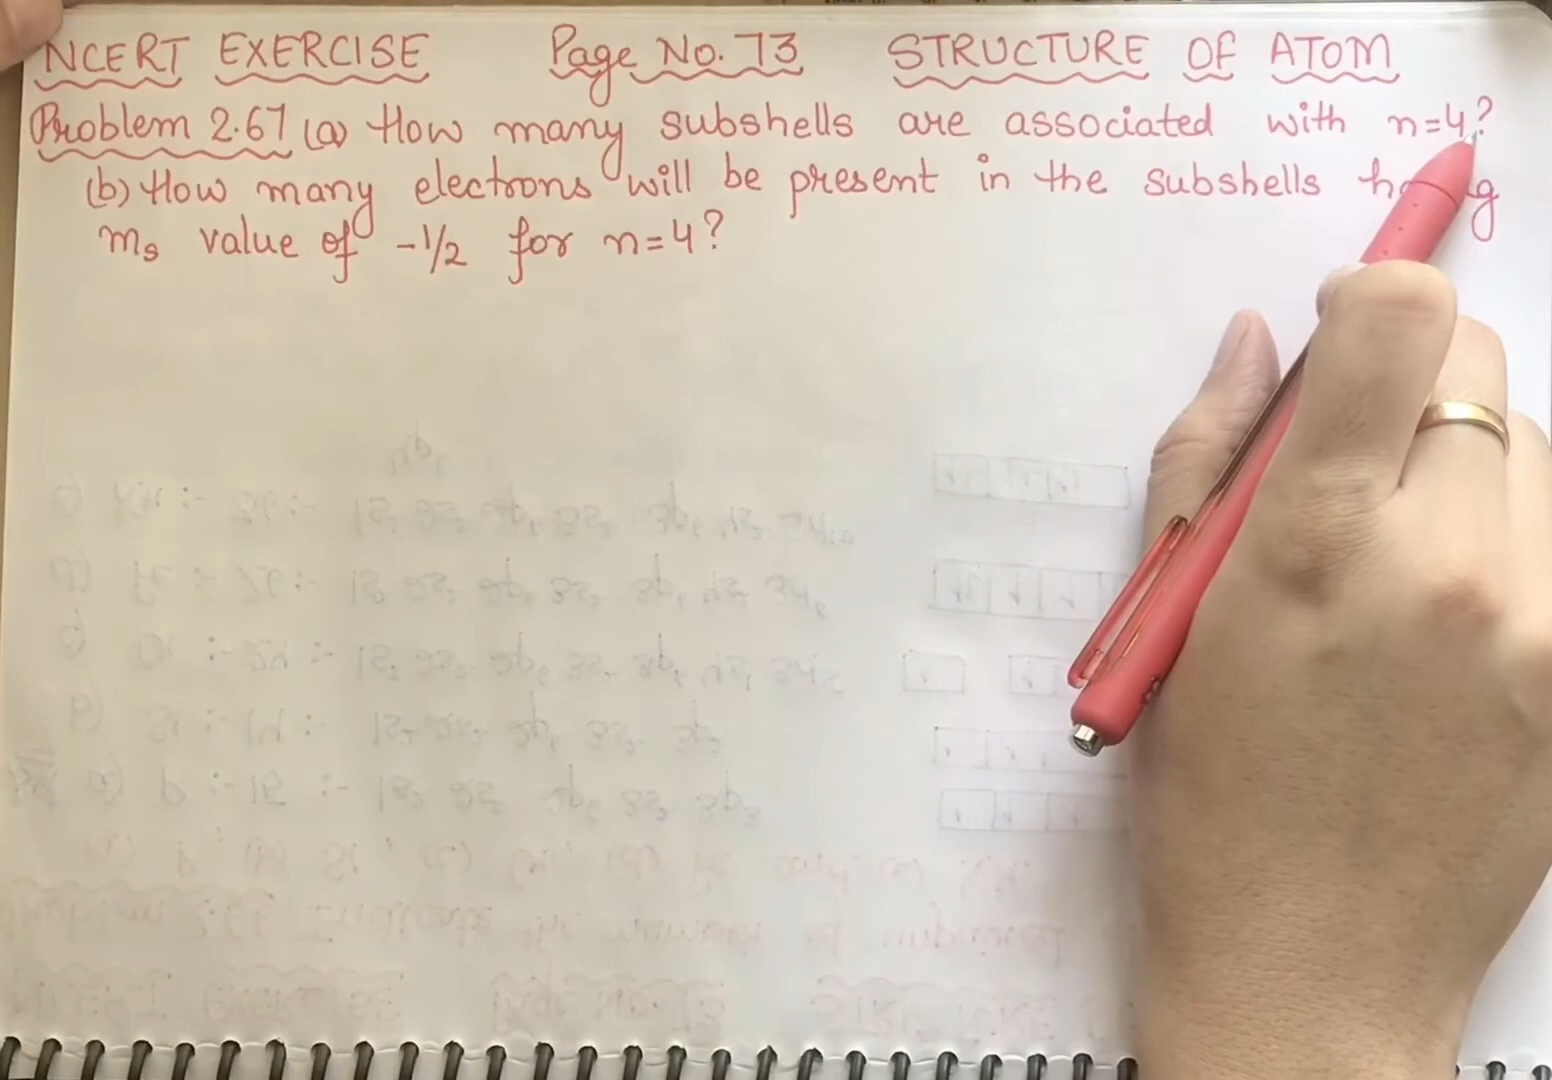 NCERT EXERCISE Page No. 73 STRUCTURE OF ATOM
Problem 2.67 (a) How many subshells are associated with n=4?
(b) How many electrons will be present in the subshells
ms value of -1/2 for n=4?